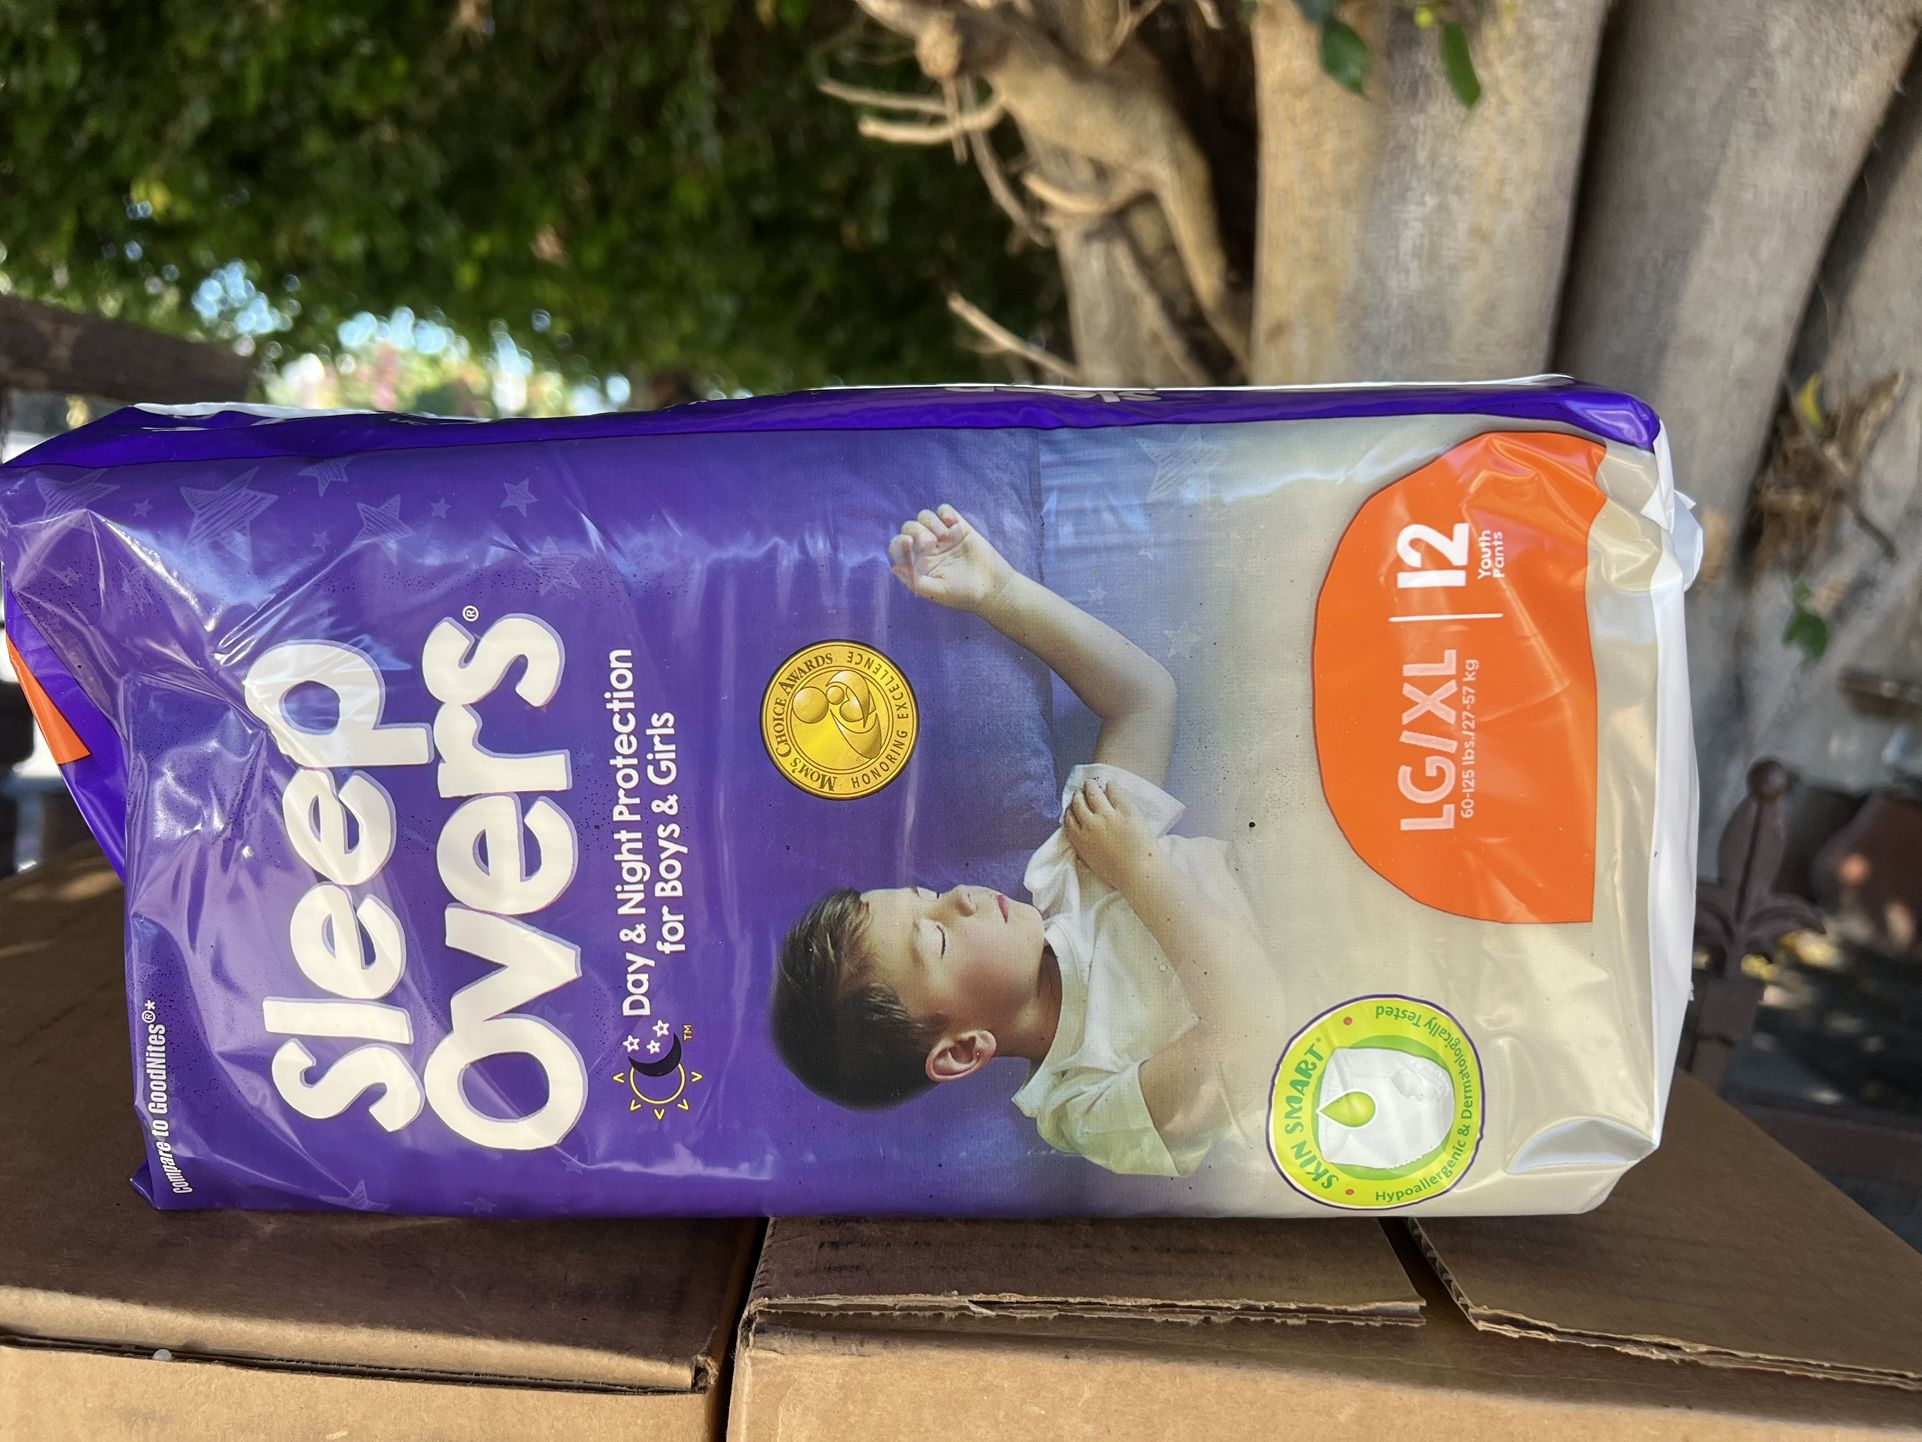 Compare to GoodNites®*
sleep
overs®
Day & Night Protection
for Boys & Girls
TM
MOM'S CHOICE AWARDS
HONORING EXCELLENCE
LG/XL | 12
60-125 lbs./27-57 kg
Youth
Pants
SKIN SMART
Hypoallergenic & Dermatologically Tested